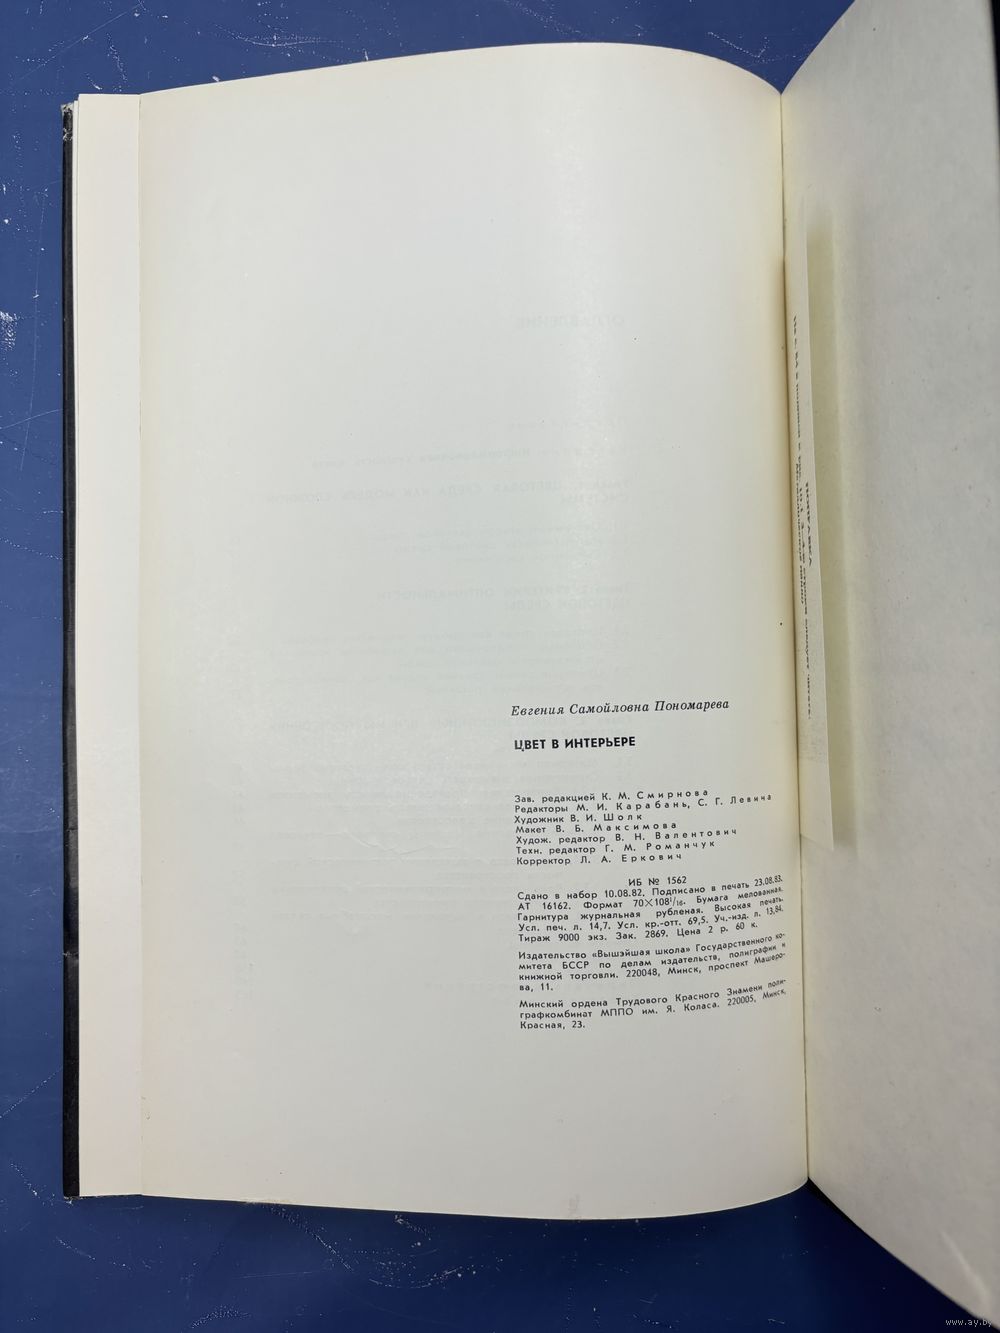 Евгения Самойловна Пономарева
ЦВЕТ В ИНТЕРЬЕРЕ
Зав. редакцией К. М. Смирнова
Редакторы М. И. Карабань, С. Г. Левича
Художник В. И. Шолк
Макет В. Б. Максимова
Худож. редактор В. Н. Валентович
Техн. редактор Г. М. Романчук
Корректор Л. А. Еркович
ИБ № 1562
Сдано в набор 10.08.82. Подписано в печать 23.08.83.
АТ 16162. Формат 70×108¹/₁₆. Бумага мелованная.
Гарнитура журнальная рубленая. Высокая печать.
Усл. печ. л. 14,7. Усл. кр.-отт. 69,5. Уч.-изд. л. 13,84.
Тираж 9000 экз. Зак. 2869. Цена 2 р. 60 к.
Издательство «Вышэйшая школа» Государственного ко-
митета БССР по делам издательств, полиграфии и
книжной торговли. 220048, Минск, проспект Машеро-
ва, 11.
Минский ордена Трудового Красного Знамени поли-
графкомбинат МППО им. Я. Коласа. 220005, Минск,
Красная, 23.
ПОПРАВКА
www.ay.by